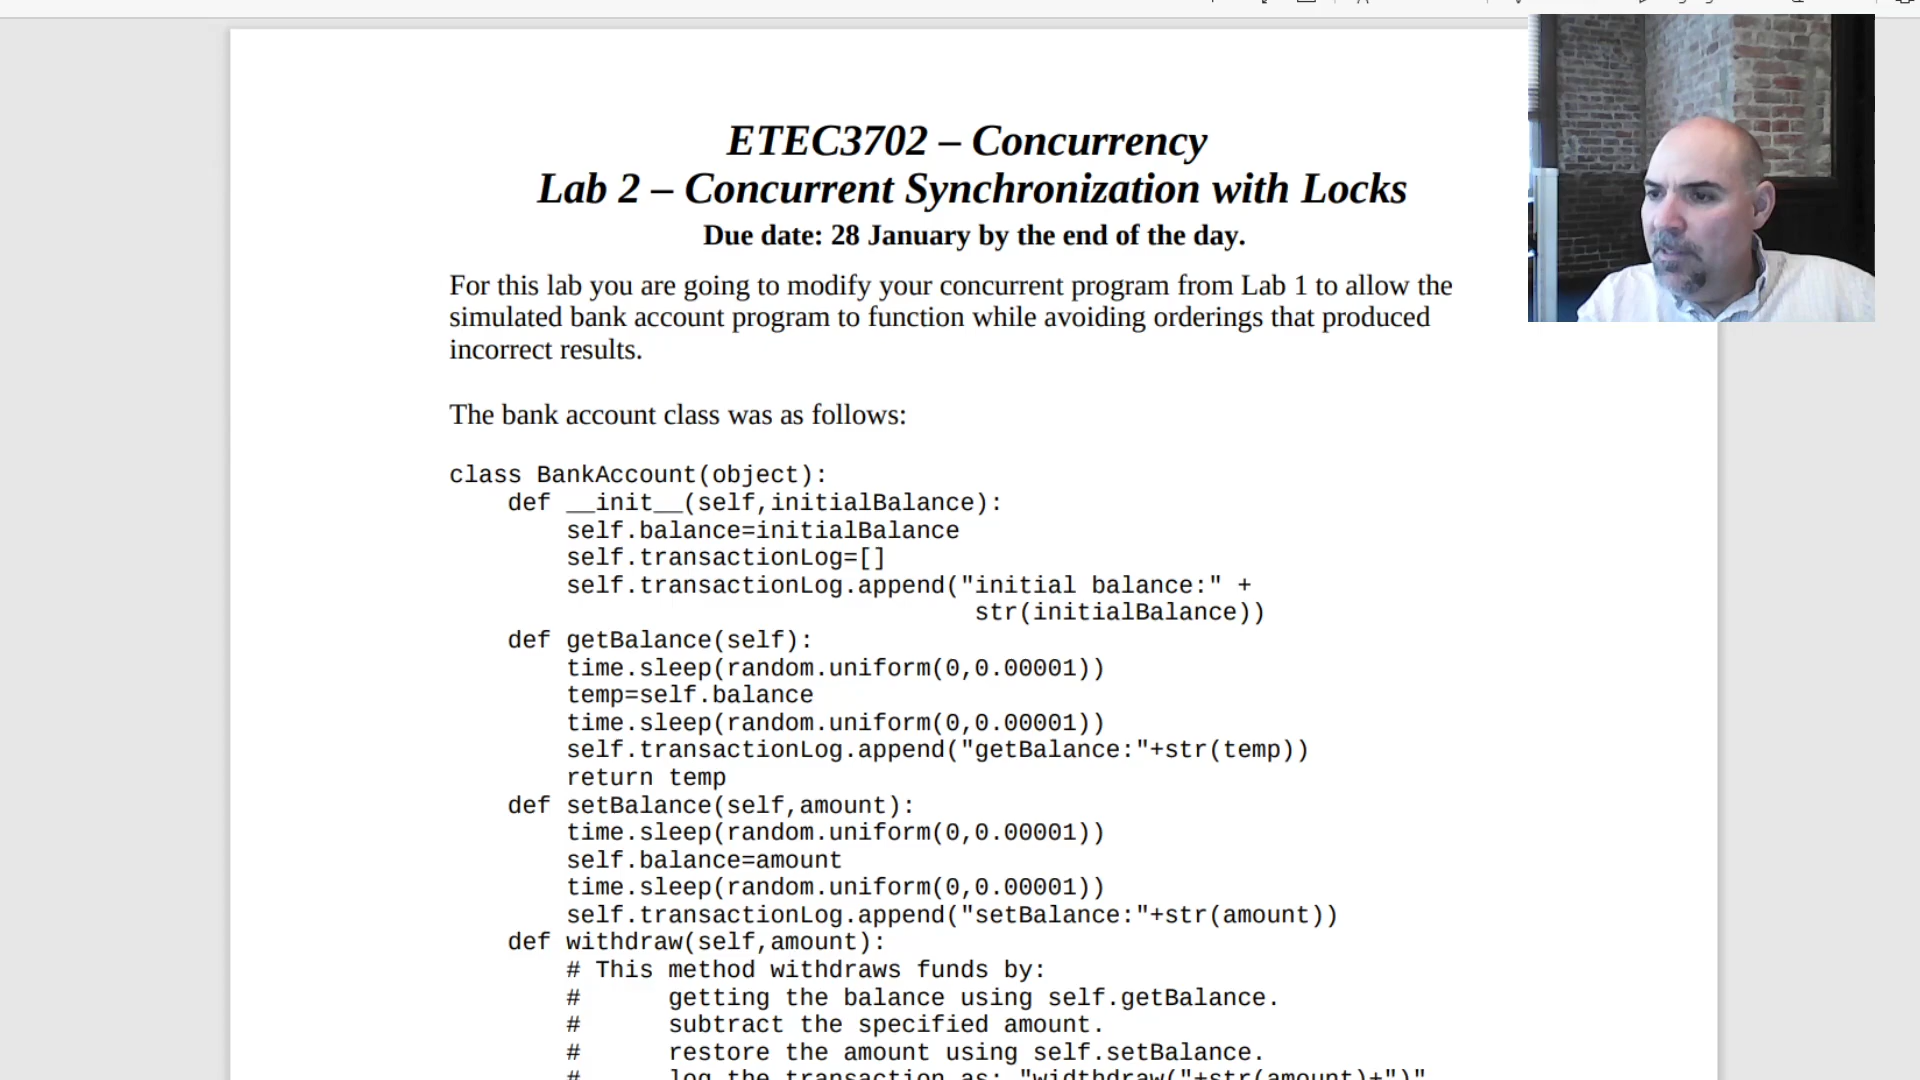 ETEC3702 – Concurrency
Lab 2 – Concurrent Synchronization with Locks
Due date: 28 January by the end of the day.
For this lab you are going to modify your concurrent program from Lab 1 to allow the
simulated bank account program to function while avoiding orderings that produced
incorrect results.
The bank account class was as follows:
class BankAccount(object):
    def __init__(self,initialBalance):
        self.balance=initialBalance
        self.transactionLog=[]
        self.transactionLog.append("initial balance:" +
                                    str(initialBalance))
    def getBalance(self):
        time.sleep(random.uniform(0,0.00001))
        temp=self.balance
        time.sleep(random.uniform(0,0.00001))
        self.transactionLog.append("getBalance:"+str(temp))
        return temp
    def setBalance(self,amount):
        time.sleep(random.uniform(0,0.00001))
        self.balance=amount
        time.sleep(random.uniform(0,0.00001))
        self.transactionLog.append("setBalance:"+str(amount))
    def withdraw(self,amount):
        # This method withdraws funds by:
        #      getting the balance using self.getBalance.
        #      subtract the specified amount.
        #      restore the amount using self.setBalance.
        #      log the transaction as: "widthdraw("+str(amount)+")"